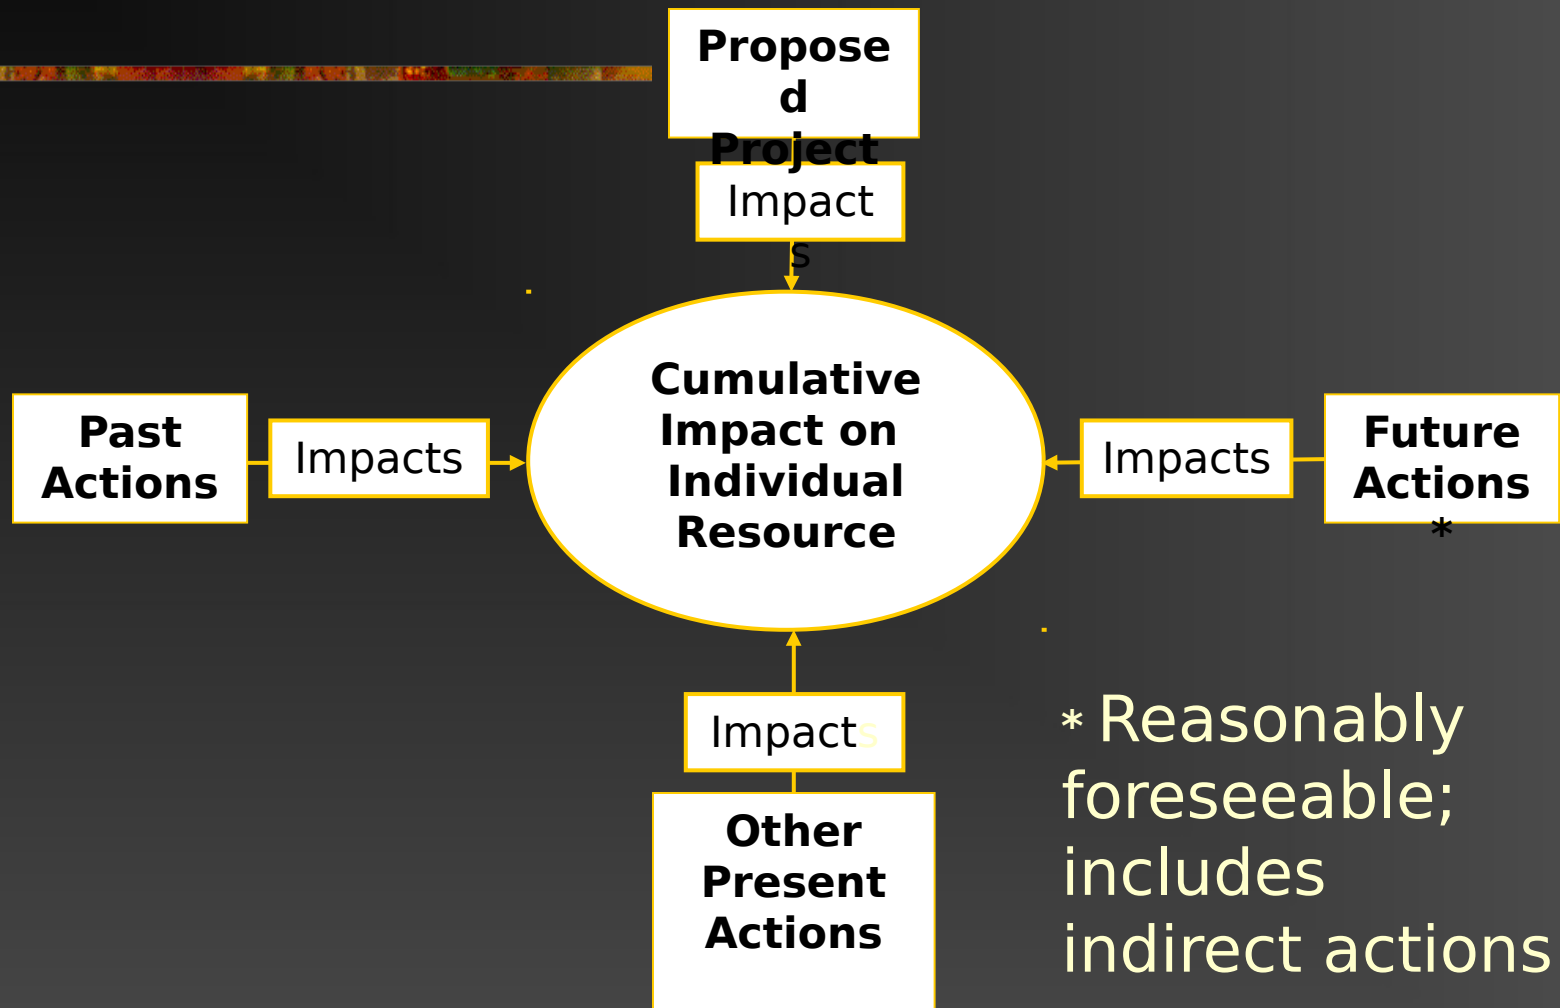 Propose
d
Project
Impact
s
Cumulative
Impact on
Individual
Resource
Past
Actions
Impacts
Impacts
Future
Actions
*
Impacts
Other
Present
Actions
* Reasonably
foreseeable;
includes
indirect actions